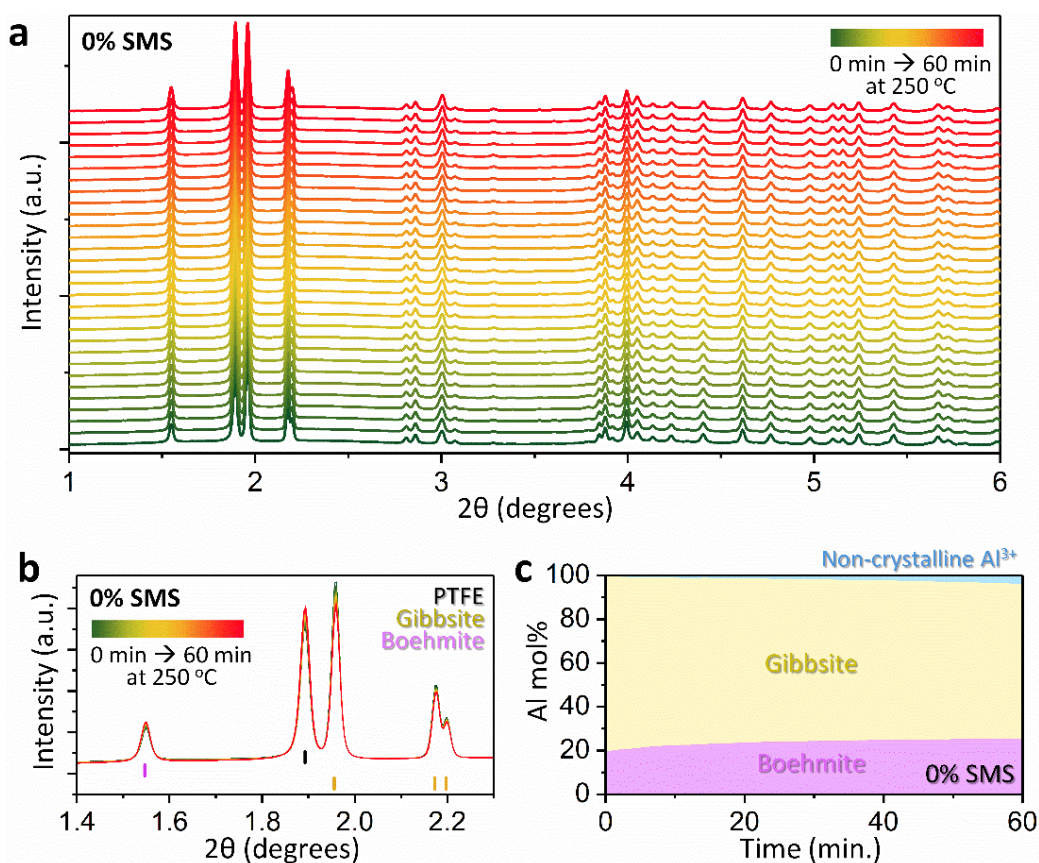 a
0% SMS
0 min → 60 min
at 250 °C
Intensity (a.u.)
1 2 3 4 5 6
2θ (degrees)
b
0% SMS
0 min → 60 min
at 250 °C
PTFE
Gibbsite
Boehmite
Intensity (a.u.)
1.4 1.6 1.8 2.0 2.2
2θ (degrees)
c
Non-crystalline Al³⁺
100
80
60
40
20
0
Al mol%
Gibbsite
Boehmite
0% SMS
0 20 40 60
Time (min.)